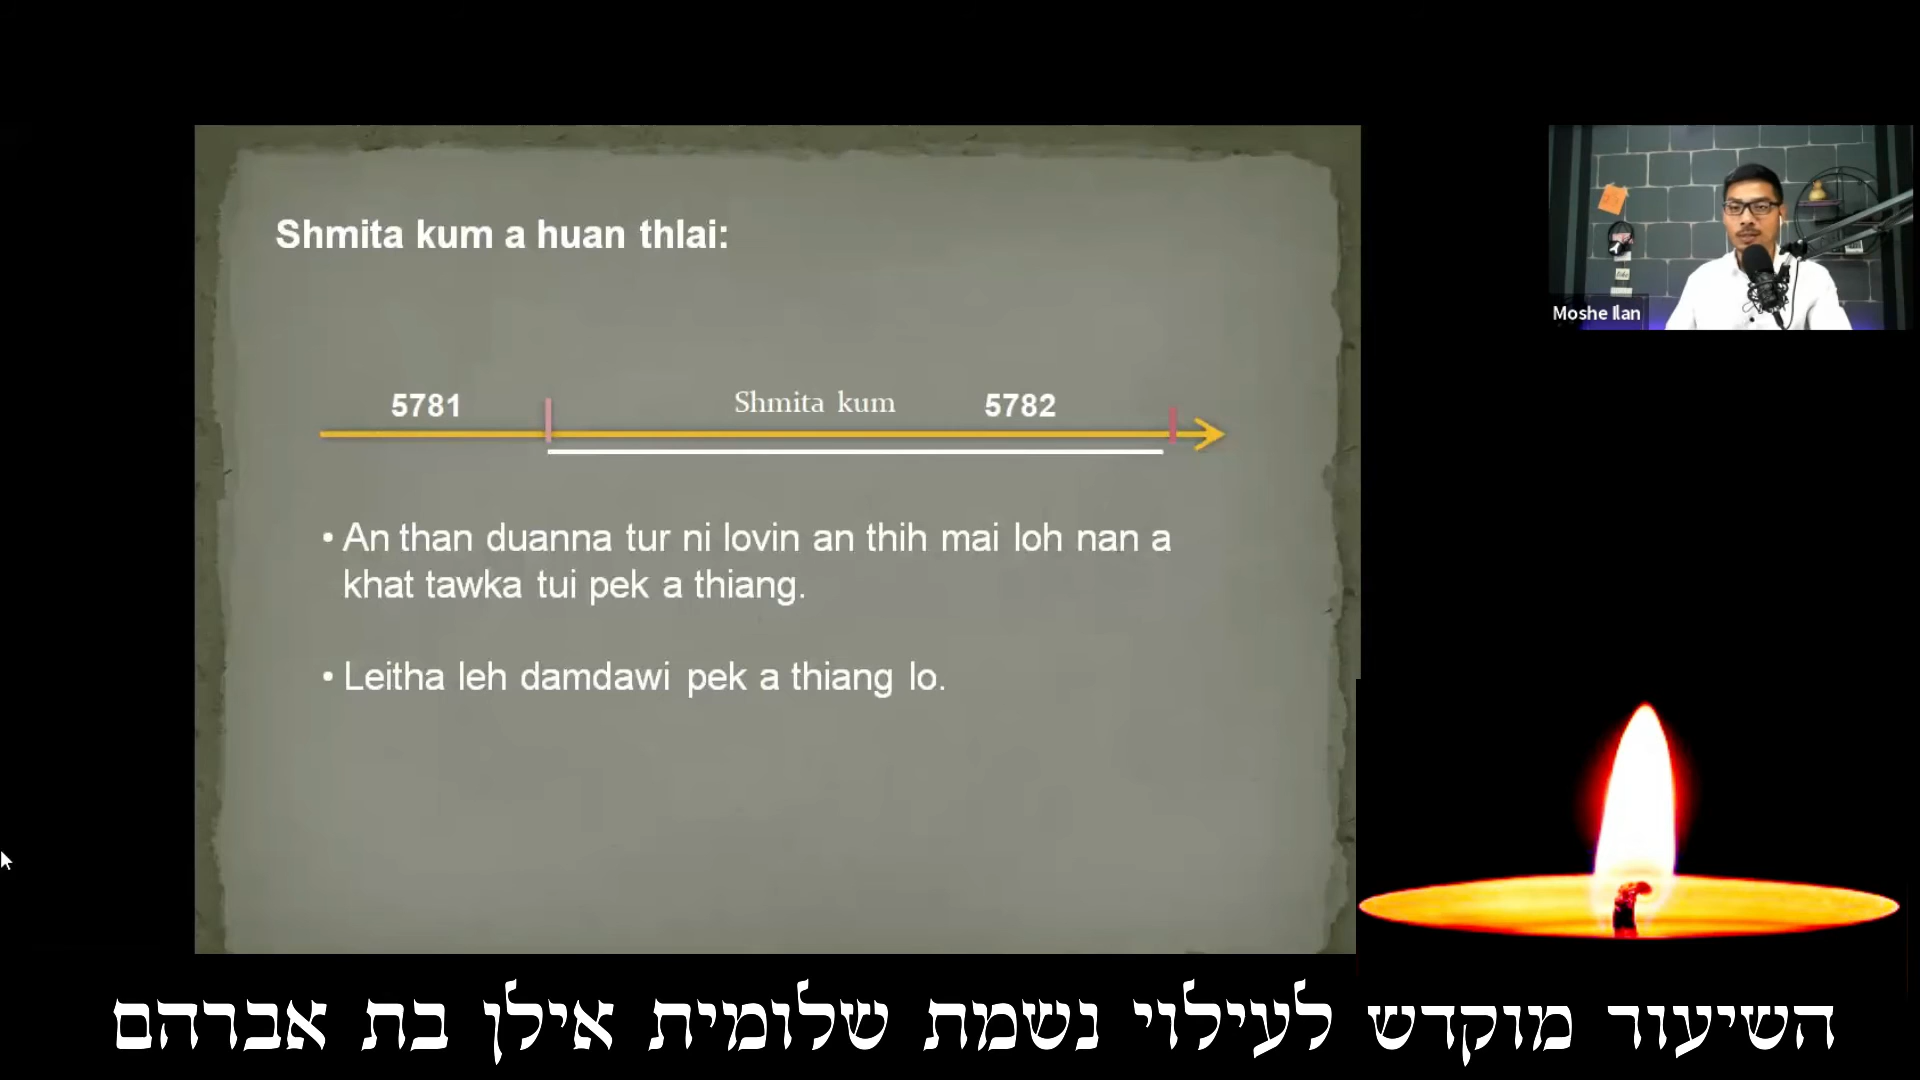 Shmita kum a huan thlai:
5781 Shmita kum 5782
• An than duanna tur ni lovin an thih mai loh nan a
khat tawka tui pek a thiang.
• Leitha leh damdawi pek a thiang lo.
Moshe Ilan
השיעור מוקדש לעילוי נשמת שלומית אילן בת אברהם